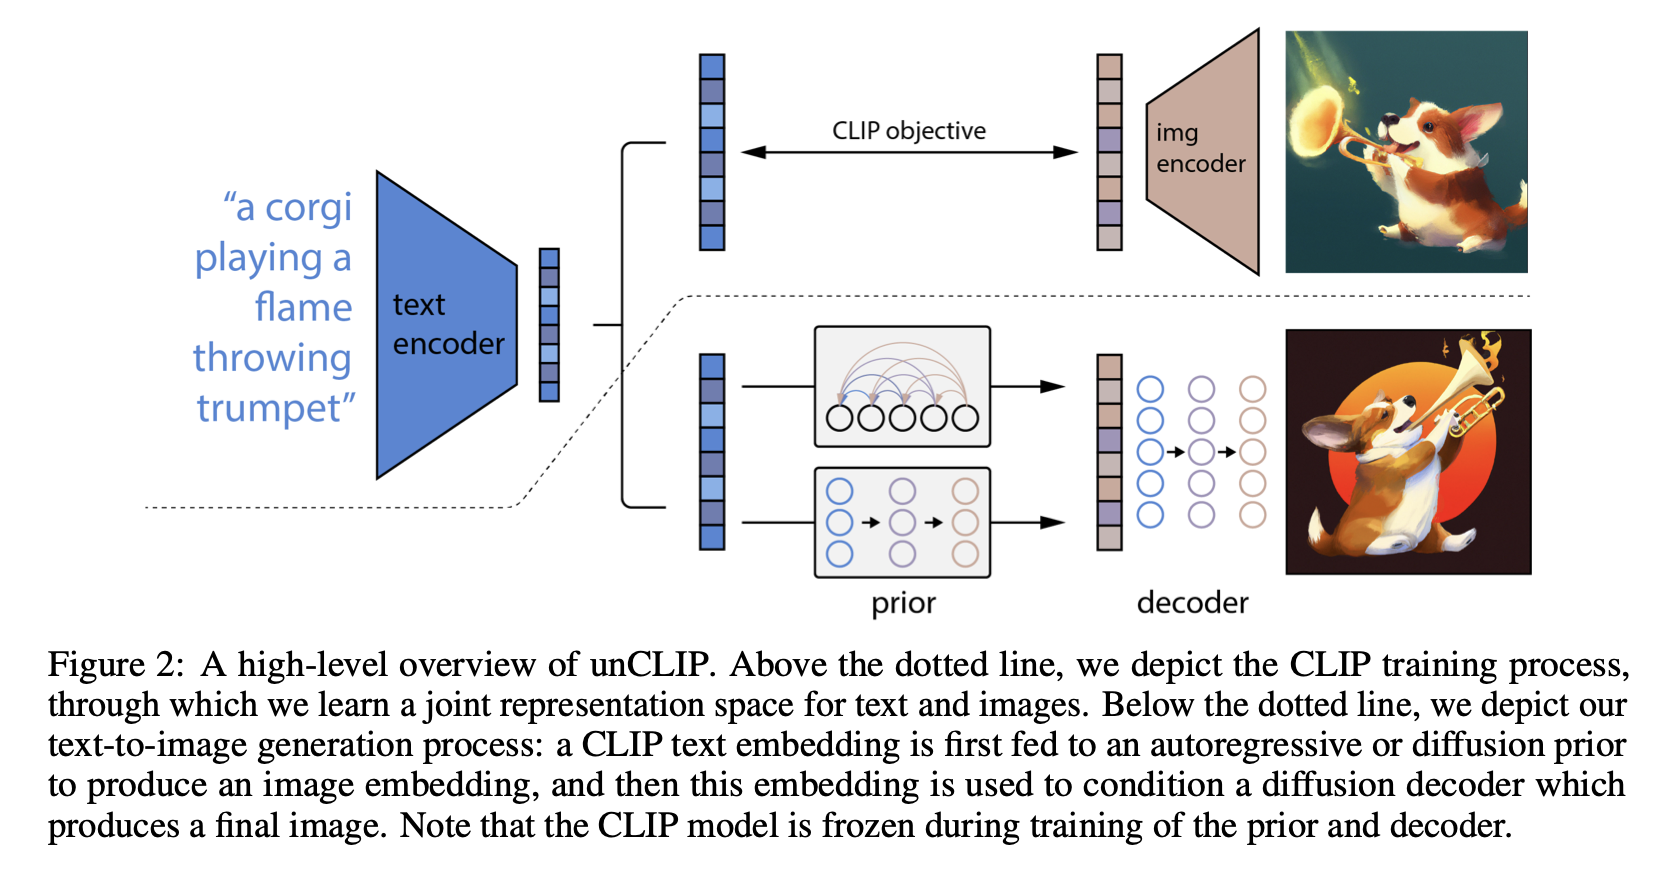 “a corgi
playing a
flame
throwing
trumpet”
text
encoder
CLIP objective
img
encoder
prior
decoder
Figure 2: A high-level overview of unCLIP. Above the dotted line, we depict the CLIP training process,
through which we learn a joint representation space for text and images. Below the dotted line, we depict our
text-to-image generation process: a CLIP text embedding is first fed to an autoregressive or diffusion prior
to produce an image embedding, and then this embedding is used to condition a diffusion decoder which
produces a final image. Note that the CLIP model is frozen during training of the prior and decoder.